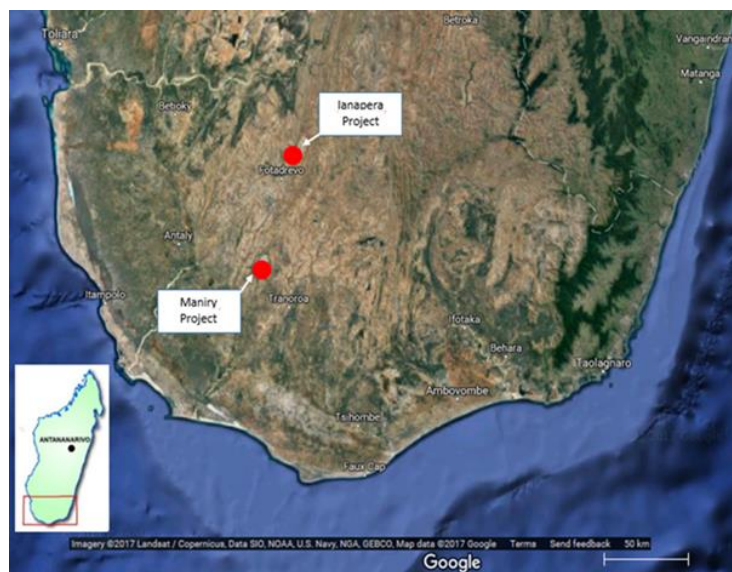 Betroka
Toliara
Vangaindran
Matanga
Betioky
Ianapera
Project
Fotadrevo
Antaly
Itampolo
Maniry
Project
Tranoroa
Ifotaka
Behara
Taolagnaro
Ambovombe
Tsihombe
Faux Cap
ANTANANARIVO
Imagery ©2017 Landsat / Copernicus, Data SIO, NOAA, U.S. Navy, NGA, GEBCO, Map data ©2017 Google Terms Send feedback 50 km
Google